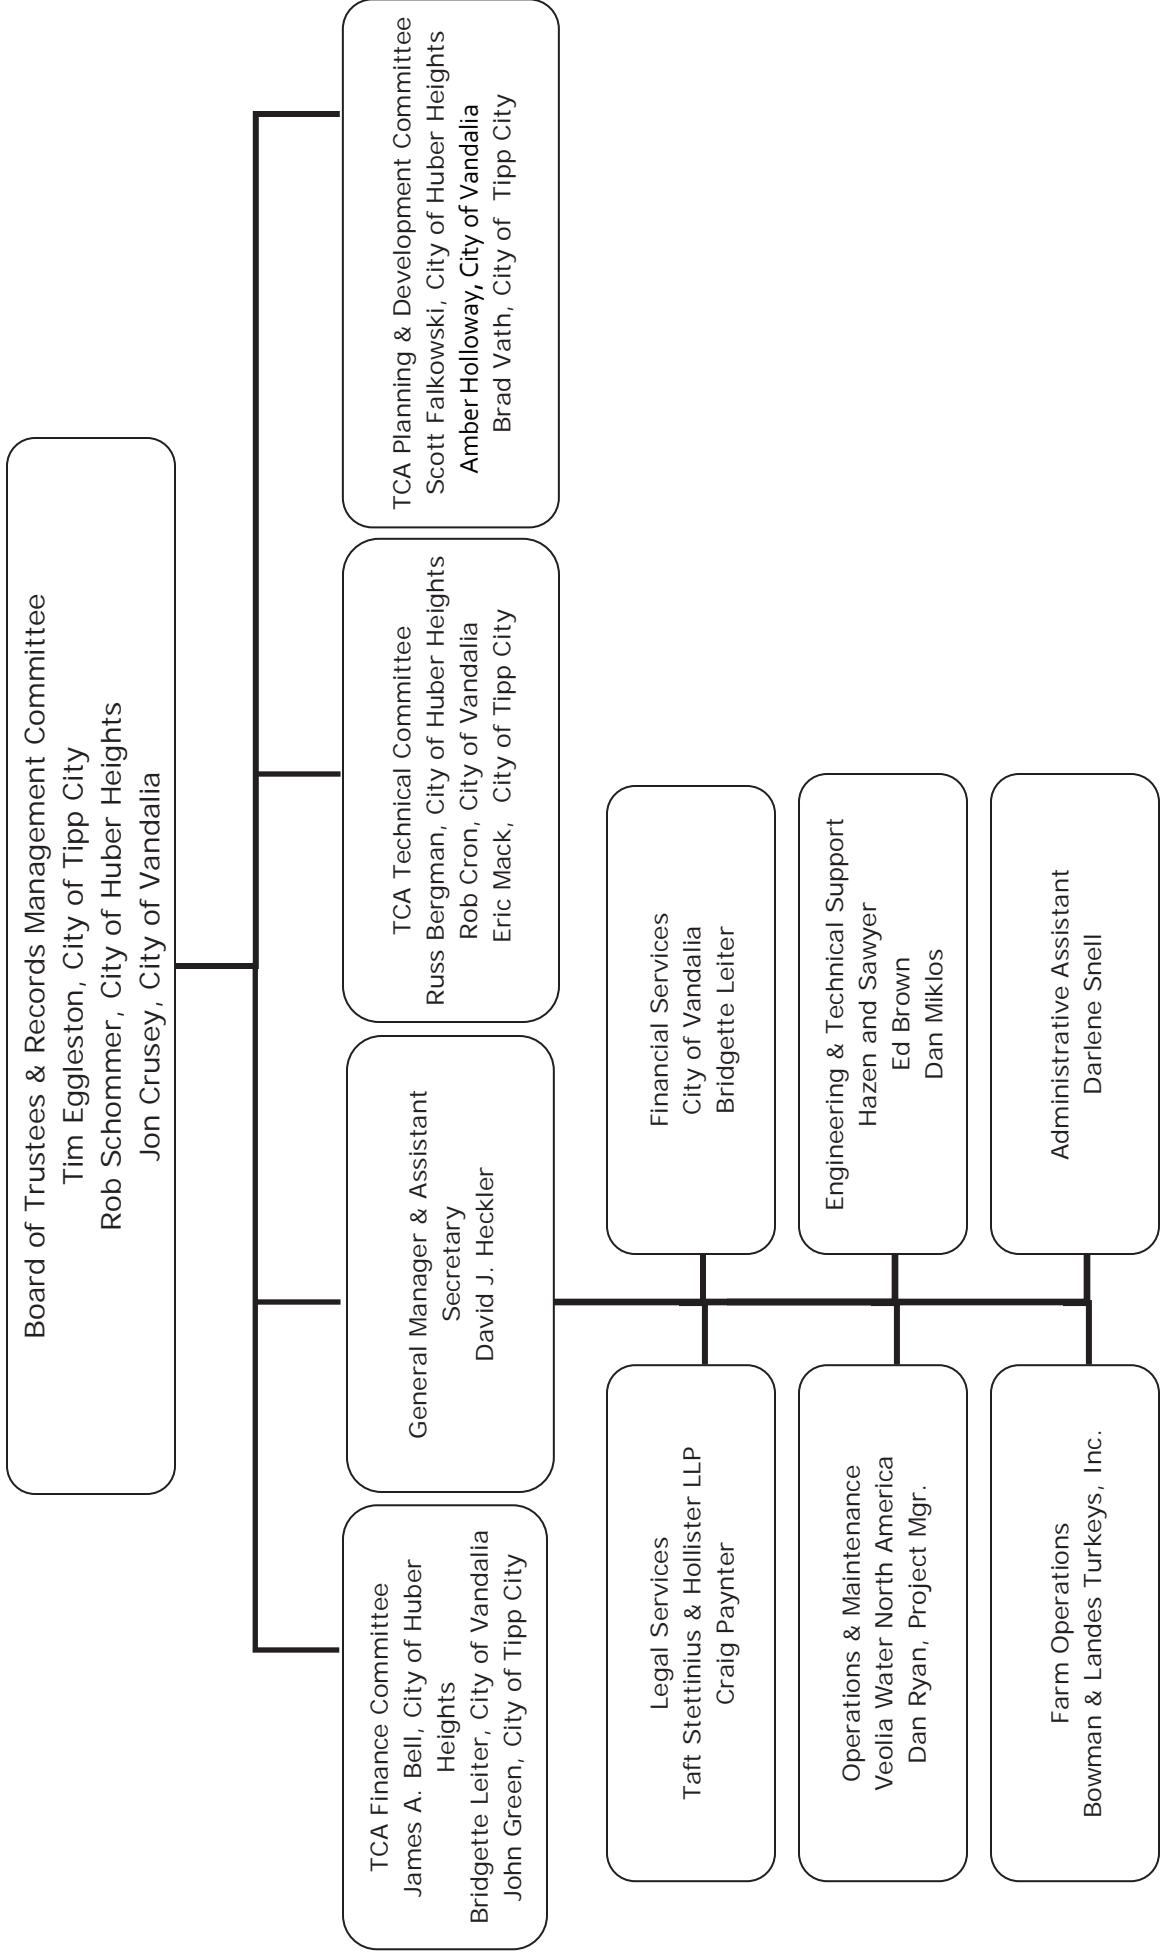 Board of Trustees & Records Management Committee
Tim Eggleston, City of Tipp City
Rob Schommer, City of Huber Heights
Jon Crusey, City of Vandalia
TCA Finance Committee
James A. Bell, City of Huber
Heights
Bridgette Leiter, City of Vandalia
John Green, City of Tipp City
General Manager & Assistant
Secretary
David J. Heckler
TCA Technical Committee
Russ Bergman, City of Huber Heights
Rob Cron, City of Vandalia
Eric Mack, City of Tipp City
TCA Planning & Development Committee
Scott Falkowski, City of Huber Heights
Amber Holloway, City of Vandalia
Brad Vath, City of Tipp City
Legal Services
Taft Stettinius & Hollister LLP
Craig Paynter
Financial Services
City of Vandalia
Bridgette Leiter
Operations & Maintenance
Veolia Water North America
Dan Ryan, Project Mgr.
Engineering & Technical Support
Hazen and Sawyer
Ed Brown
Dan Miklos
Farm Operations
Bowman & Landes Turkeys, Inc.
Administrative Assistant
Darlene Snell